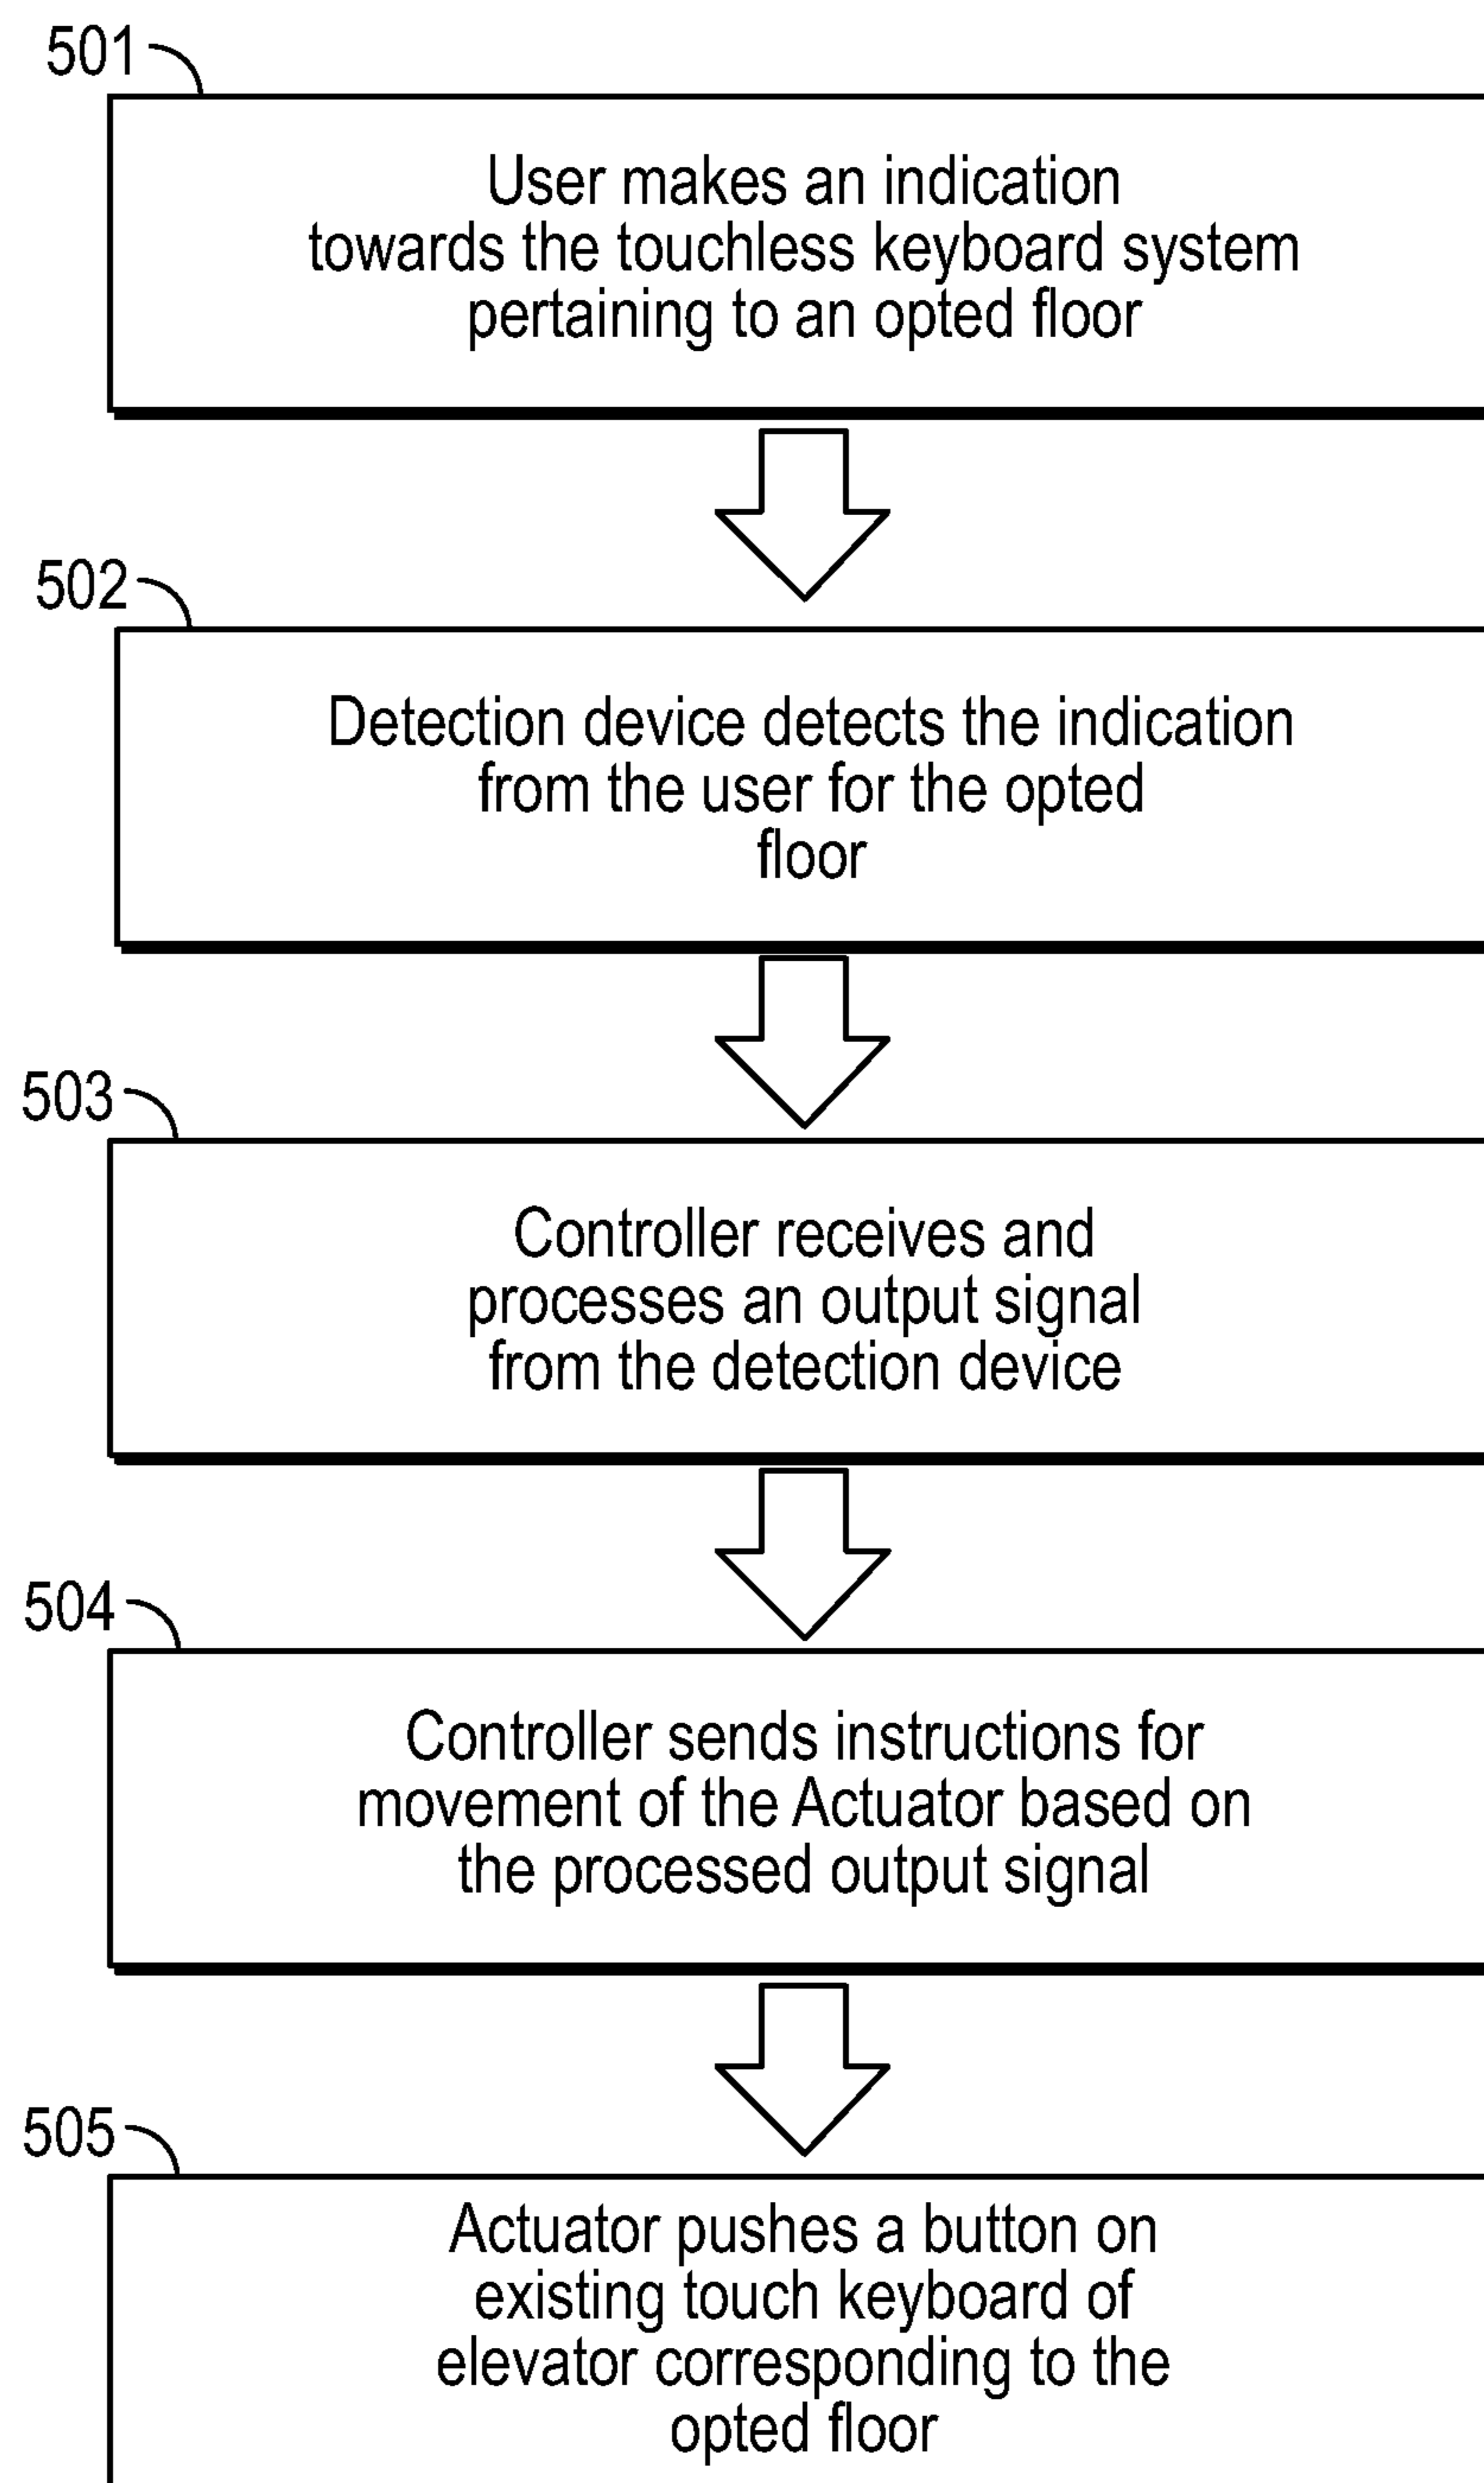 501
User makes an indication
towards the touchless keyboard system
pertaining to an opted floor
502
Detection device detects the indication
from the user for the opted
floor
503
Controller receives and
processes an output signal
from the detection device
504
Controller sends instructions for
movement of the Actuator based on
the processed output signal
505
Actuator pushes a button on
existing touch keyboard of
elevator corresponding to the
opted floor